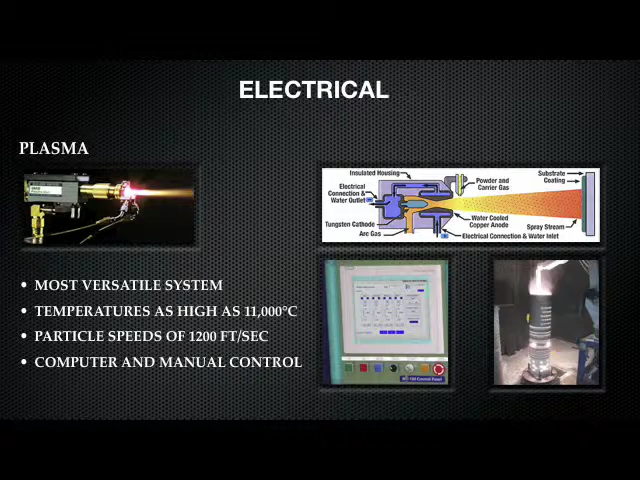 ELECTRICAL
PLASMA
Insulated Housing
Electrical
Connection &
Water Outlet
Tungsten Cathode
Arc Gas
Powder and
Carrier Gas
Water Cooled
Copper Anode
Electrical Connection & Water Inlet
Substrate
Coating
Spray Stream
• MOST VERSATILE SYSTEM
• TEMPERATURES AS HIGH AS 11,000°C
• PARTICLE SPEEDS OF 1200 FT/SEC
• COMPUTER AND MANUAL CONTROL
Control Panel